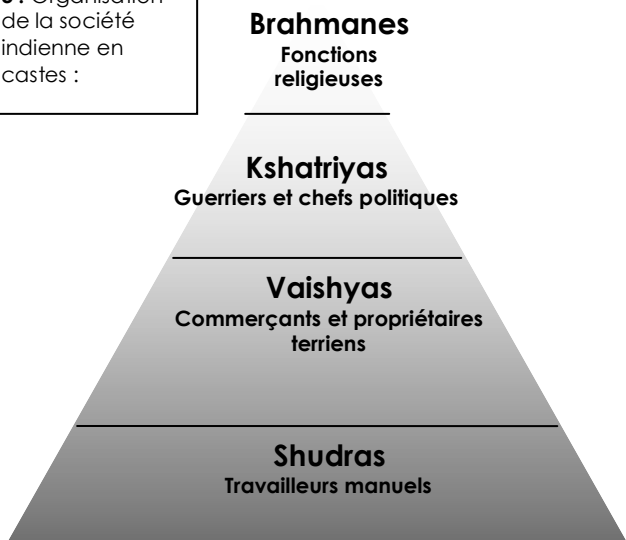 Organisation
de la société
indienne en
castes :
Brahmanes
Fonctions
religieuses
Kshatriyas
Guerriers et chefs politiques
Vaishyas
Commerçants et propriétaires
terriens
Shudras
Travailleurs manuels